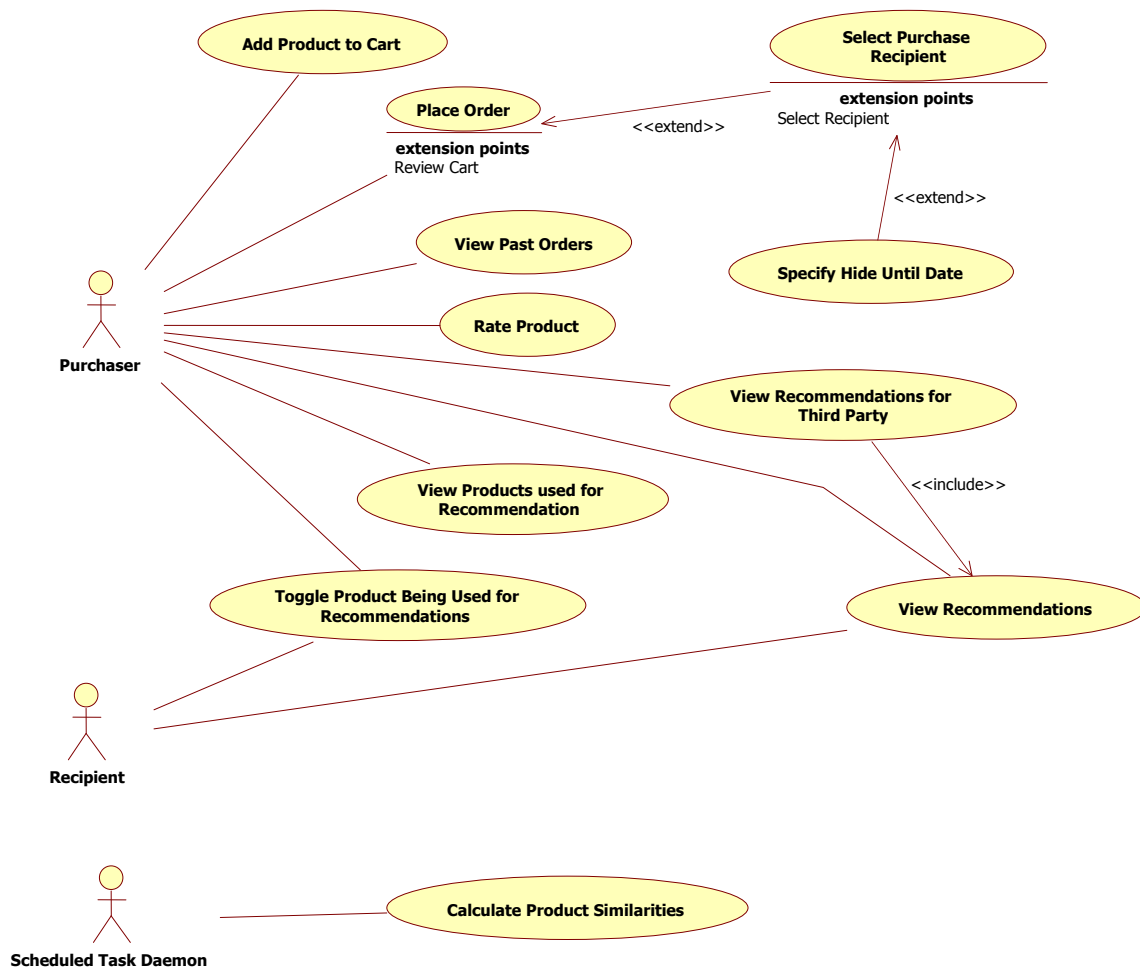 Add Product to Cart
Select Purchase
Recipient
extension points
Select Recipient
Place Order
extension points
Review Cart
<<extend>>
<<extend>>
View Past Orders
Specify Hide Until Date
Rate Product
Purchaser
View Recommendations for
Third Party
<<include>>
View Products used for
Recommendation
Toggle Product Being Used for
Recommendations
View Recommendations
Recipient
Calculate Product Similarities
Scheduled Task Daemon